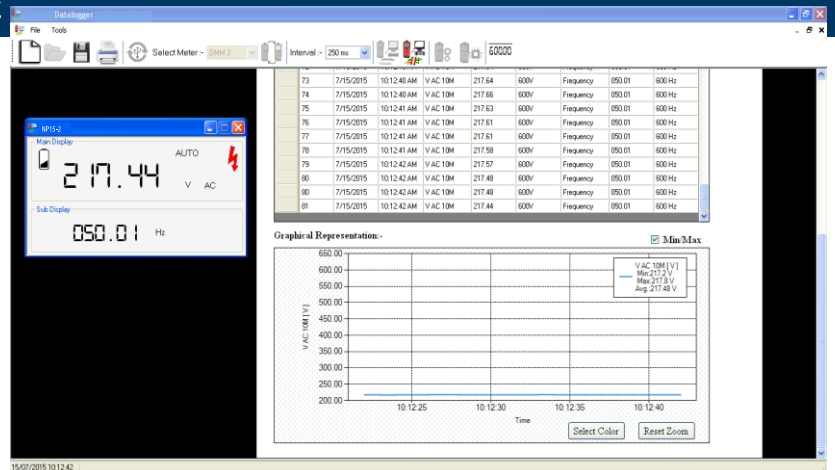 Datalogger
File Tools
Select Meter :- DMM 2 Interval :- 250 ms 60000
73 7/15/2015 10:12:40 AM V AC 10M 217.64 600V Frequency 050.01 600 Hz
74 7/15/2015 10:12:40 AM V AC 10M 217.66 600V Frequency 050.01 600 Hz
75 7/15/2015 10:12:41 AM V AC 10M 217.63 600V Frequency 050.01 600 Hz
76 7/15/2015 10:12:41 AM V AC 10M 217.61 600V Frequency 050.01 600 Hz
77 7/15/2015 10:12:41 AM V AC 10M 217.61 600V Frequency 050.01 600 Hz
78 7/15/2015 10:12:41 AM V AC 10M 217.58 600V Frequency 050.01 600 Hz
79 7/15/2015 10:12:42 AM V AC 10M 217.57 600V Frequency 050.01 600 Hz
80 7/15/2015 10:12:42 AM V AC 10M 217.48 600V Frequency 050.01 600 Hz
80 7/15/2015 10:12:42 AM V AC 10M 217.48 600V Frequency 050.01 600 Hz
81 7/15/2015 10:12:42 AM V AC 10M 217.44 600V Frequency 050.01 600 Hz
NP15-2
Main Display
AUTO
217.44 V AC
Sub Display
050.01 Hz
Graphical Representation:-
Min/Max
650.00
600.00
550.00
500.00
450.00
400.00
350.00
300.00
250.00
200.00
V AC 10M [ V ]
V AC 10M [ V ]
Min:217.2 V
Max:217.8 V
Avg.:217.48 V
10:12:25 10:12:30 10:12:35 10:12:40
Time
Select Color Reset Zoom
15/07/2015 10:12:42